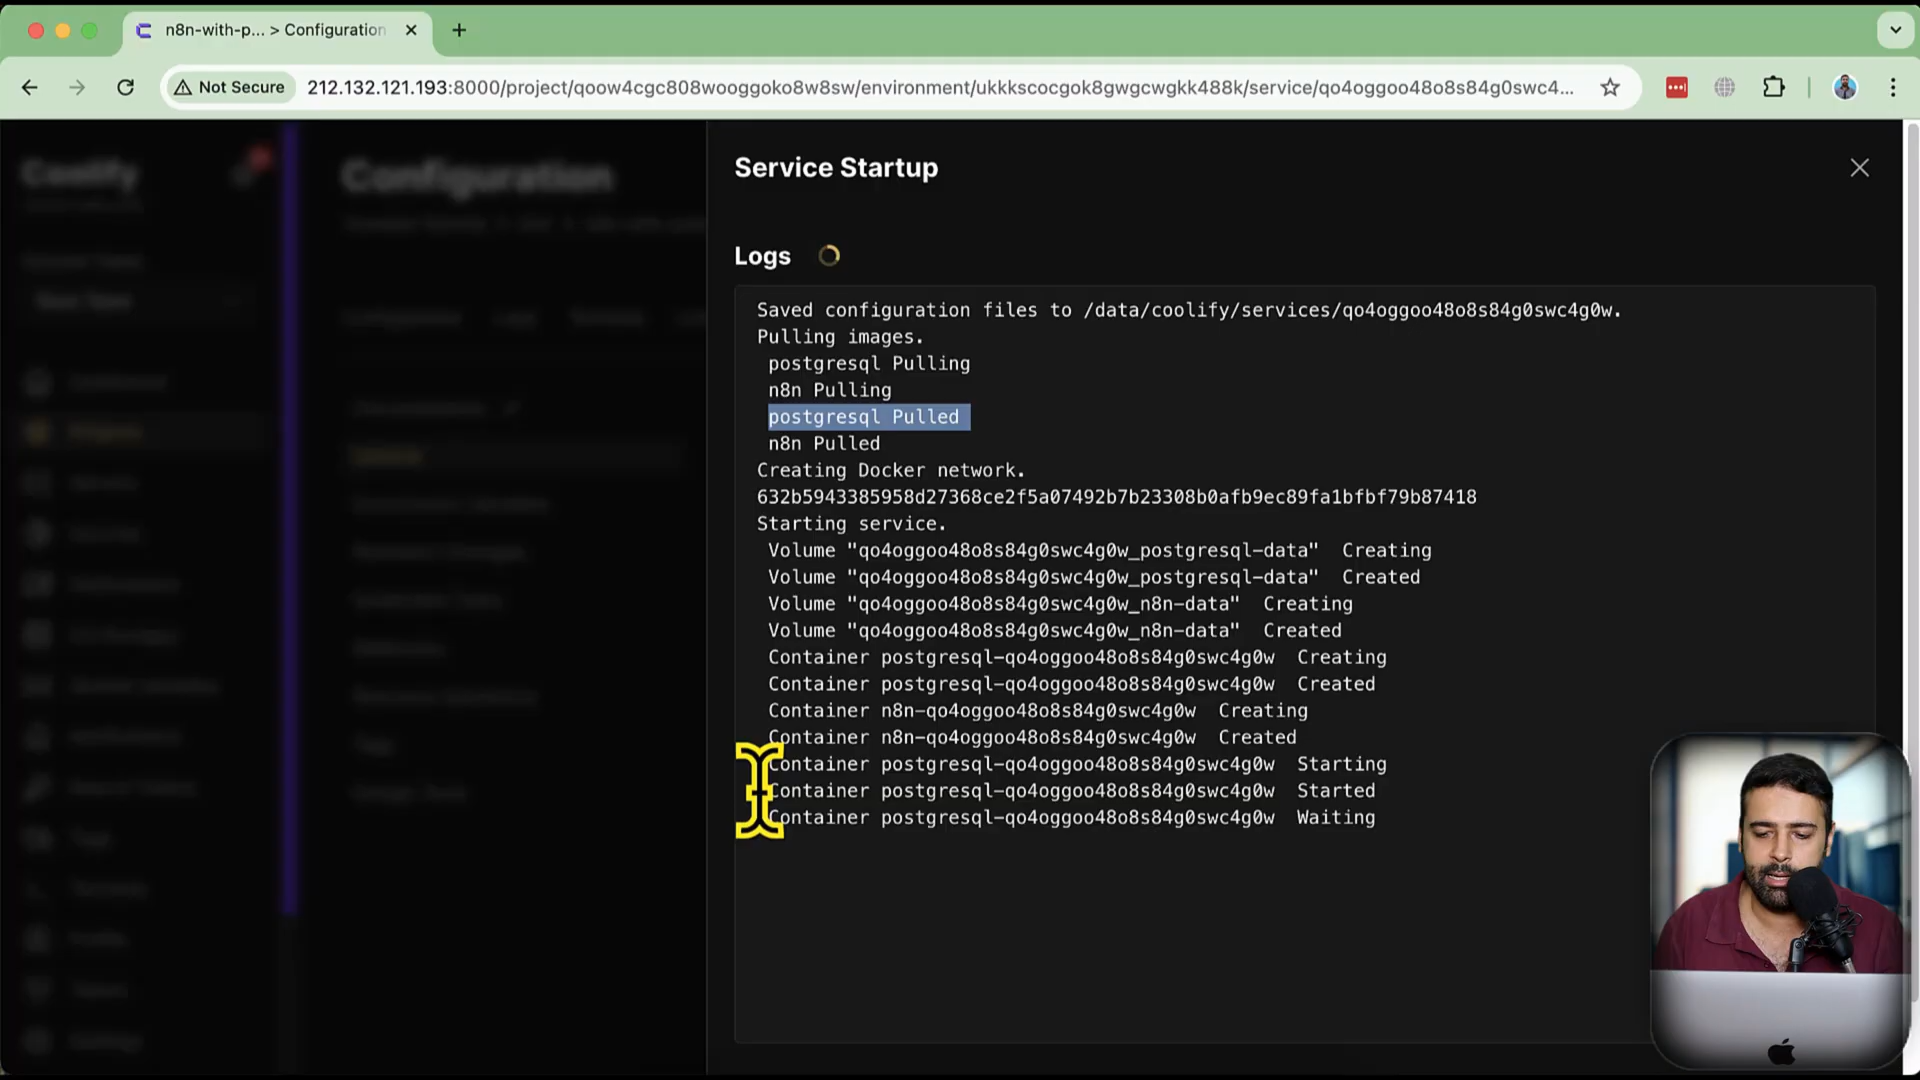 n8n-with-p... > Configuration
Not Secure
212.132.121.193:8000/project/qoow4cgc808wooggoko8w8sw/environment/ukkkscocgok8gwgcwgkk488k/service/qo4oggoo48o8s84g0swc4...
Coolify
Configuration
Service Startup
Logs
Saved configuration files to /data/coolify/services/qo4oggoo48o8s84g0swc4g0w.
Pulling images.
postgresql Pulling
n8n Pulling
postgresql Pulled
n8n Pulled
Creating Docker network.
632b5943385958d27368ce2f5a07492b7b23308b0afb9ec89fa1bfbf79b87418
Starting service.
Volume "qo4oggoo48o8s84g0swc4g0w_postgresql-data"  Creating
Volume "qo4oggoo48o8s84g0swc4g0w_postgresql-data"  Created
Volume "qo4oggoo48o8s84g0swc4g0w_n8n-data"  Creating
Volume "qo4oggoo48o8s84g0swc4g0w_n8n-data"  Created
Container postgresql-qo4oggoo48o8s84g0swc4g0w  Creating
Container postgresql-qo4oggoo48o8s84g0swc4g0w  Created
Container n8n-qo4oggoo48o8s84g0swc4g0w  Creating
Container n8n-qo4oggoo48o8s84g0swc4g0w  Created
Container postgresql-qo4oggoo48o8s84g0swc4g0w  Starting
Container postgresql-qo4oggoo48o8s84g0swc4g0w  Started
Container postgresql-qo4oggoo48o8s84g0swc4g0w  Waiting